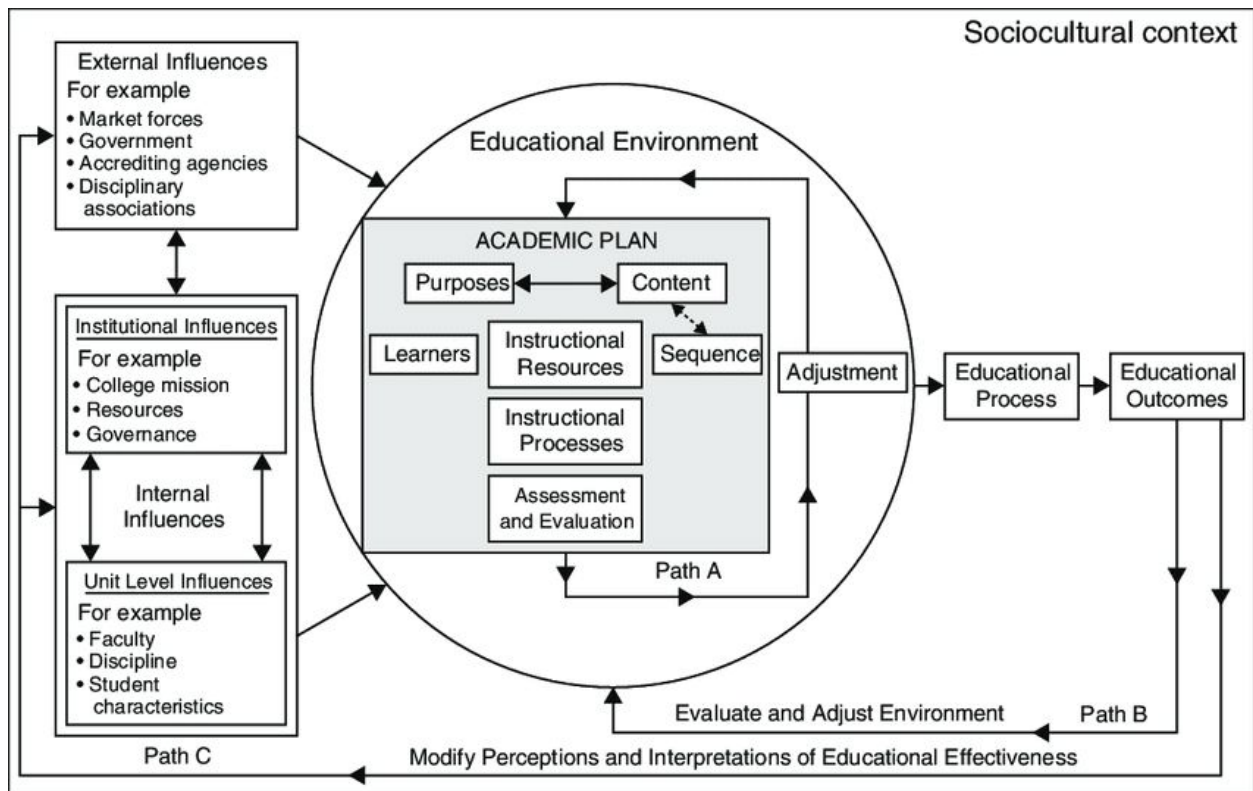 Sociocultural context
External Influences
For example
• Market forces
• Government
• Accrediting agencies
• Disciplinary
associations
Institutional Influences
For example
• College mission
• Resources
• Governance
Internal
Influences
Unit Level Influences
For example
• Faculty
• Discipline
• Student
characteristics
Educational Environment
ACADEMIC PLAN
Purposes
Content
Learners
Instructional
Resources
Sequence
Instructional
Processes
Assessment
and Evaluation
Path A
Adjustment
Educational
Process
Educational
Outcomes
Evaluate and Adjust Environment
Path B
Path C
Modify Perceptions and Interpretations of Educational Effectiveness